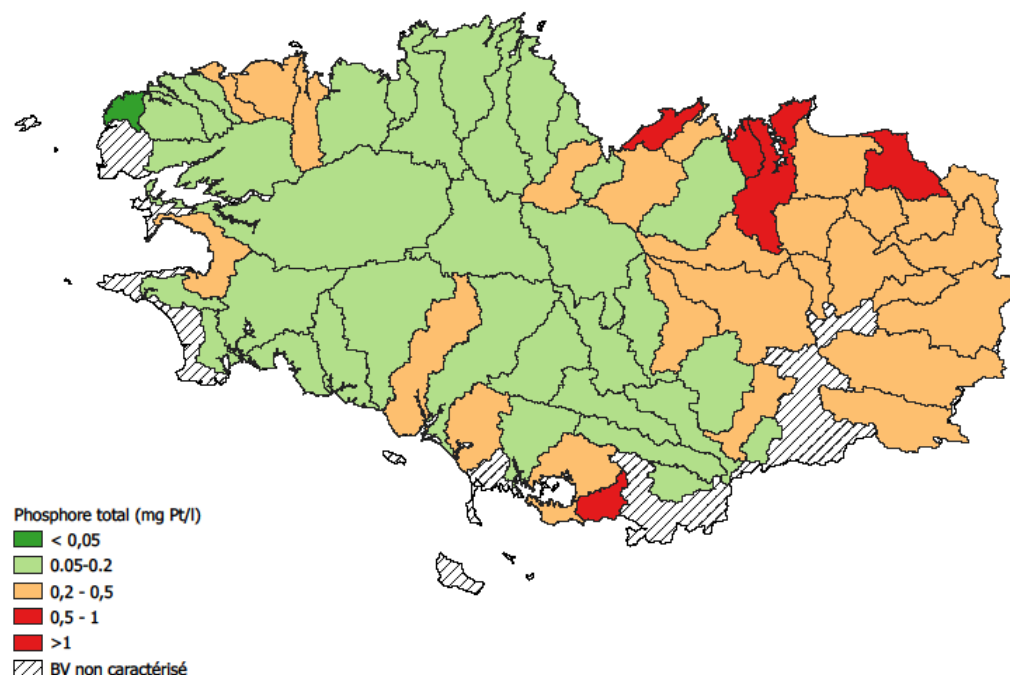 Phosphore total (mg Pt/l)
< 0,05
0.05-0.2
0,2 - 0,5
0,5 - 1
>1
BV non caractérisé